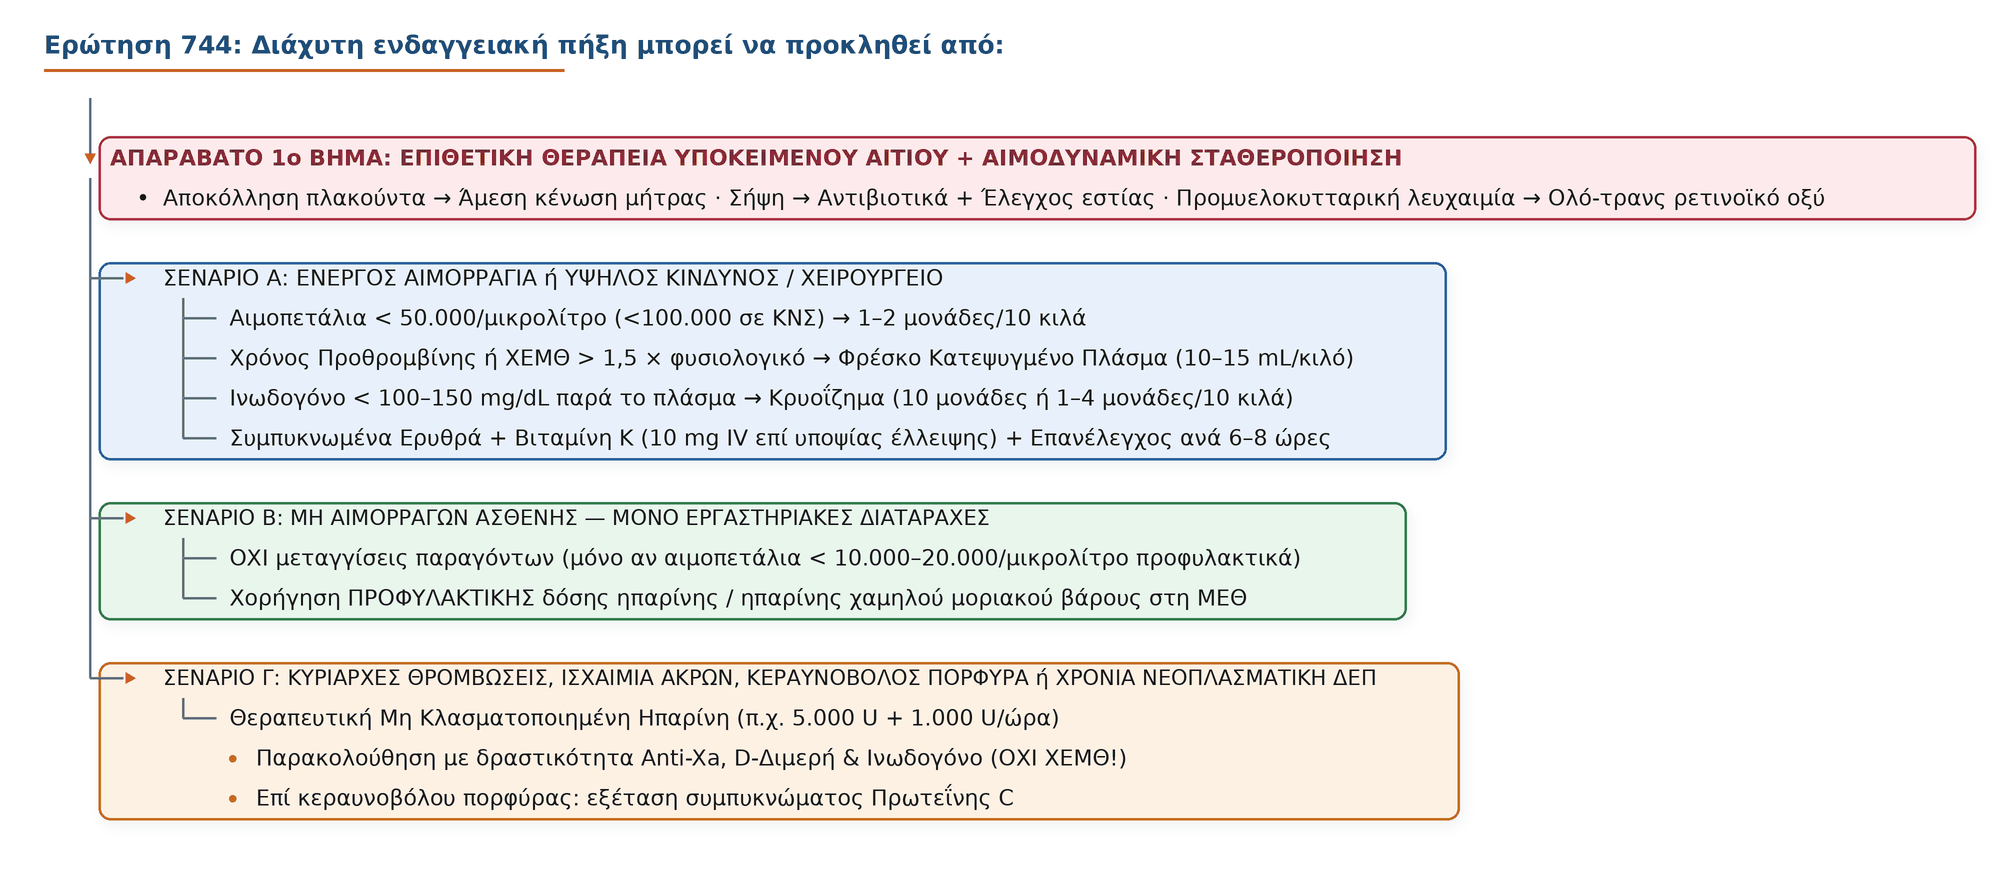 Ερώτηση 744: Διάχυτη ενδαγγειακή πήξη μπορεί να προκληθεί από:
ΑΠΑΡΑΒΑΤΟ 1ο ΒΗΜΑ: ΕΠΙΘΕΤΙΚΗ ΘΕΡΑΠΕΙΑ ΥΠΟΚΕΙΜΕΝΟΥ ΑΙΤΙΟΥ + ΑΙΜΟΔΥΝΑΜΙΚΗ ΣΤΑΘΕΡΟΠΟΙΗΣΗ
• Αποκόλληση πλακούντα → Άμεση κένωση μήτρας · Σήψη → Αντιβιοτικά + Έλεγχος εστίας · Προμυελοκυτταρική λευχαιμία → Ολό-τρανς ρετινοϊκό οξύ
ΣΕΝΑΡΙΟ Α: ΕΝΕΡΓΟΣ ΑΙΜΟΡΡΑΓΙΑ ή ΥΨΗΛΟΣ ΚΙΝΔΥΝΟΣ / ΧΕΙΡΟΥΡΓΕΙΟ
Αιμοπετάλια < 50.000/μικρολίτρο (<100.000 σε ΚΝΣ) → 1–2 μονάδες/10 κιλά
Χρόνος Προθρομβίνης ή ΧΕΜΘ > 1,5 × φυσιολογικό → Φρέσκο Κατεψυγμένο Πλάσμα (10–15 mL/κιλό)
Ινωδογόνο < 100–150 mg/dL παρά το πλάσμα → Κρυοΐζημα (10 μονάδες ή 1–4 μονάδες/10 κιλά)
Συμπυκνωμένα Ερυθρά + Βιταμίνη Κ (10 mg IV επί υποψίας έλλειψης) + Επανέλεγχος ανά 6–8 ώρες
ΣΕΝΑΡΙΟ Β: ΜΗ ΑΙΜΟΡΡΑΓΩΝ ΑΣΘΕΝΗΣ — ΜΟΝΟ ΕΡΓΑΣΤΗΡΙΑΚΕΣ ΔΙΑΤΑΡΑΧΕΣ
ΟΧΙ μεταγγίσεις παραγόντων (μόνο αν αιμοπετάλια < 10.000–20.000/μικρολίτρο προφυλακτικά)
Χορήγηση ΠΡΟΦΥΛΑΚΤΙΚΗΣ δόσης ηπαρίνης / ηπαρίνης χαμηλού μοριακού βάρους στη ΜΕΘ
ΣΕΝΑΡΙΟ Γ: ΚΥΡΙΑΡΧΕΣ ΘΡΟΜΒΩΣΕΙΣ, ΙΣΧΑΙΜΙΑ ΑΚΡΩΝ, ΚΕΡΑΥΝΟΒΟΛΟΣ ΠΟΡΦΥΡΑ ή ΧΡΟΝΙΑ ΝΕΟΠΛΑΣΜΑΤΙΚΗ ΔΕΠ
Θεραπευτική Μη Κλασματοποιημένη Ηπαρίνη (π.χ. 5.000 U + 1.000 U/ώρα)
• Παρακολούθηση με δραστικότητα Anti-Xa, D-Διμερή & Ινωδογόνο (ΟΧΙ ΧΕΜΘ!)
• Επί κεραυνοβόλου πορφύρας: εξέταση συμπυκνώματος Πρωτεΐνης C